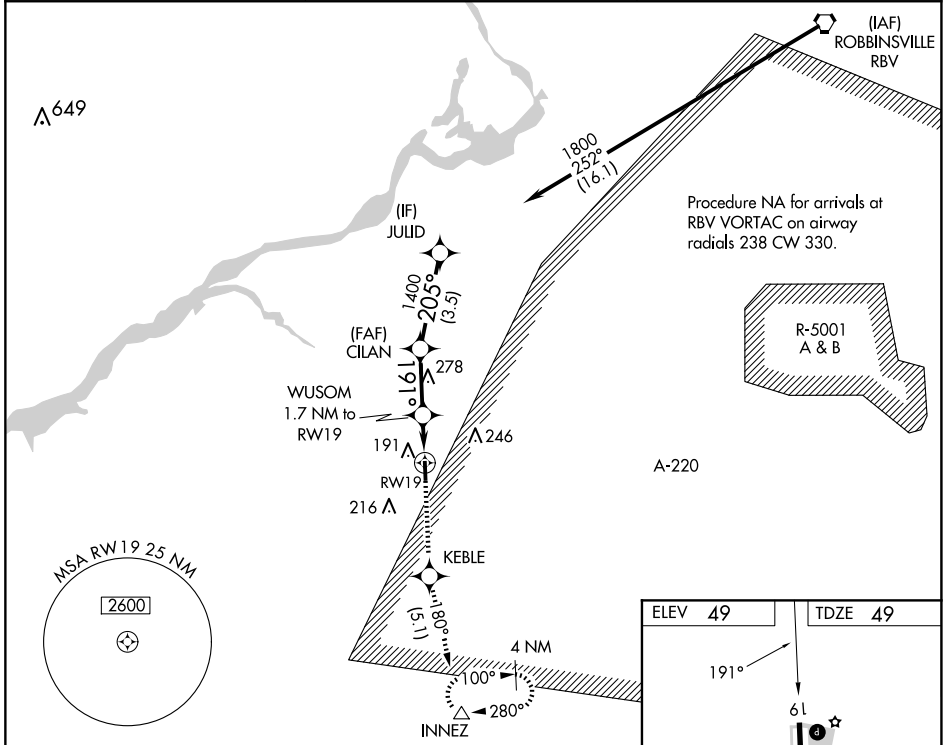 (IAF)
ROBBINSVILLE
RBV
649
1800
252°
(16.1)
Procedure NA for arrivals at
RBV VORTAC on airway
radials 238 CW 330.
(IF)
JULID
1400
205°
(3.5)
R-5001
A & B
(FAF)
CILAN
278
191°
WUSOM
1.7 NM to
RW19
246
191
A-220
RW19
216
KEBLE
MSA RW19 25 NM
2600
180°
(5.1)
4 NM
100°
280°
INNEZ
ELEV 49
TDZE 49
191°
19
P